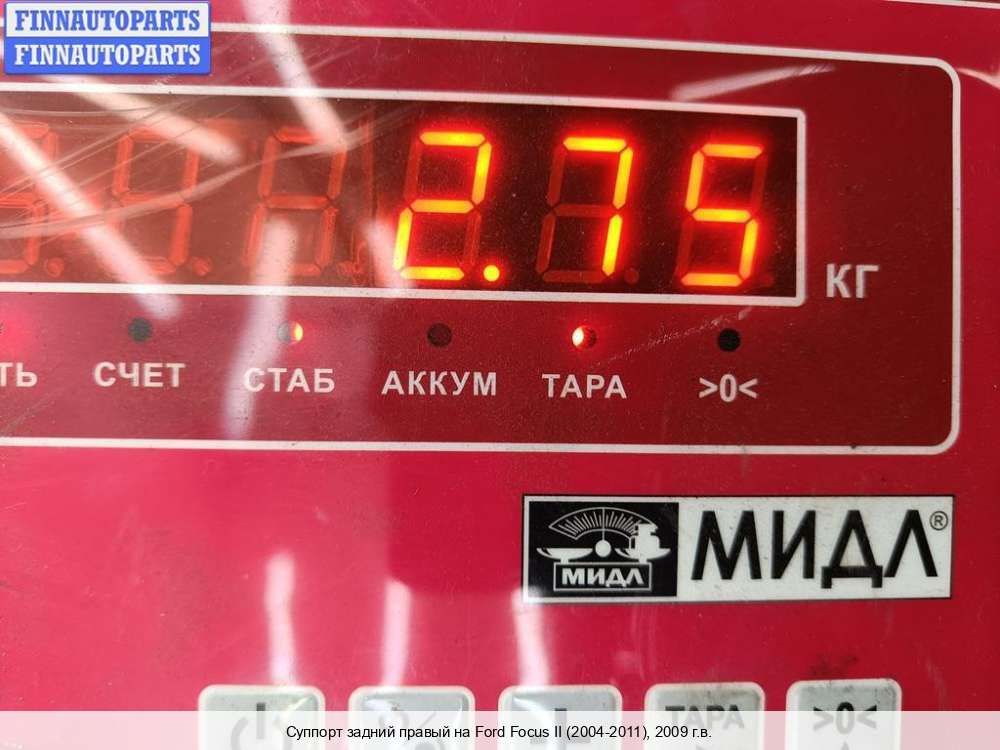 FINNAUTOPARTS
FINNAUTOPARTS
2.75
КГ
ТЬ СЧЕТ СТАБ АККУМ ТАРА >0<
МИДЛ МИДЛ®
ТАРА >0<
Суппорт задний правый на Ford Focus II (2004-2011), 2009 г.в.